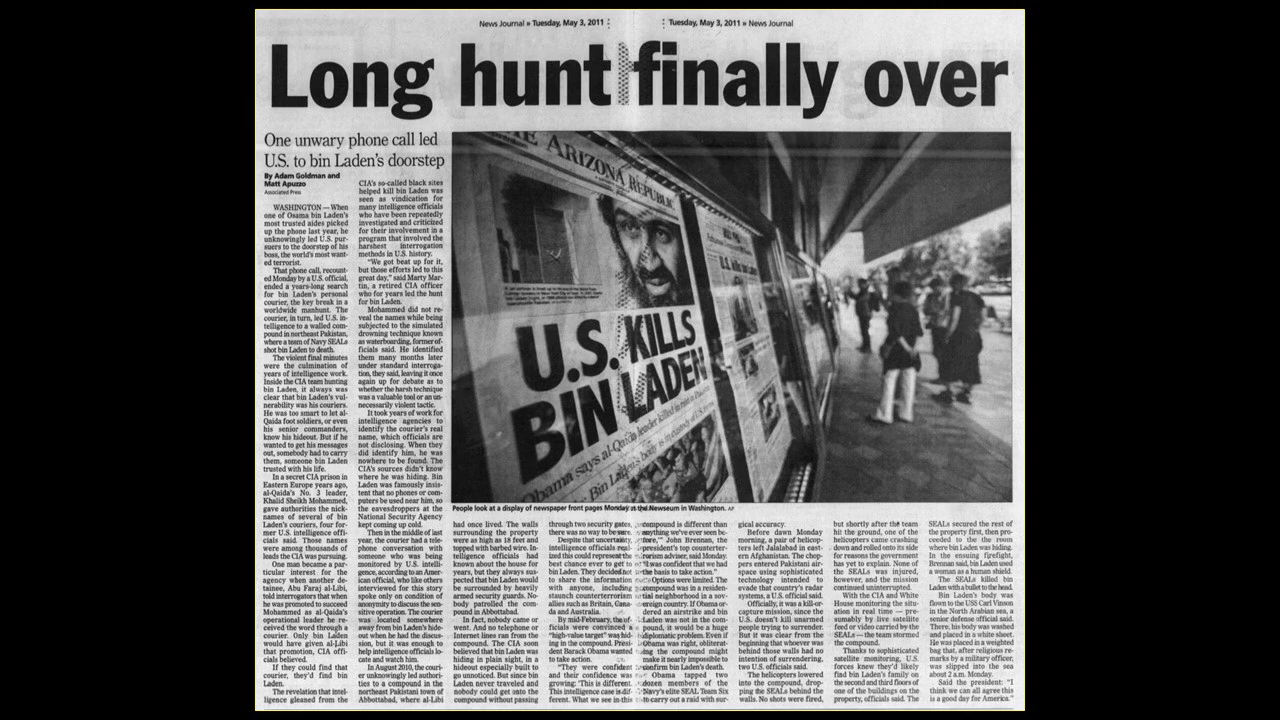 News Journal » Tuesday, May 3, 2011
Tuesday, May 3, 2011 » News Journal
Long hunt finally over
One unwary phone call led
U.S. to bin Laden's doorstep
By Adam Goldman and
Matt Apuzzo
Associated Press
WASHINGTON — When
one of Osama bin Laden's
most trusted aides picked
up the phone last year, he
unknowingly led U.S. pur-
suers to the doorstep of his
boss, the world's most want-
ed terrorist.
That phone call, recount-
ed Monday by a U.S. official,
ended a years-long search
for bin Laden's personal
courier, the key break in a
worldwide manhunt. The
courier, in turn, led U.S. in-
telligence to a walled com-
pound in northeast Pakistan,
where a team of Navy SEALs
shot bin Laden to death.
The violent final minutes
were the culmination of
years of intelligence work.
Inside the CIA team hunting
bin Laden, it always was
clear that bin Laden's vul-
nerability was his couriers.
He was too smart to let al-
Qaida foot soldiers, or even
his senior commanders,
know his hideout. But if he
wanted to get his messages
out, somebody had to carry
them, someone bin Laden
trusted with his life.
In a secret CIA prison in
Eastern Europe years ago,
al-Qaida's No. 3 leader,
Khalid Sheikh Mohammed,
gave authorities the nick-
names of several of bin
Laden's couriers, four for-
mer U.S. intelligence offi-
cials said. Those names
were among thousands of
leads the CIA was pursuing.
One man became a par-
ticular interest for the
agency when another de-
tainee, Abu Faraj al-Libi,
told interrogators that when
he was promoted to succeed
Mohammed as al-Qaida's
operational leader he re-
ceived the word through a
courier. Only bin Laden
would have given al-Libi
that promotion, CIA offi-
cials believed.
If they could find that
courier, they'd find bin
Laden.
The revelation that intel-
ligence gleaned from the
CIA's so-called black sites
helped kill bin Laden was
seen as vindication for
many intelligence officials
who have been repeatedly
investigated and criticized
for their involvement in a
program that involved the
harshest interrogation
methods in U.S. history.
"We got beat up for it,
but those efforts led to this
great day," said Marty Mar-
tin, a retired CIA officer
who for years led the hunt
for bin Laden.
Mohammed did not re-
veal the names while being
subjected to the simulated
drowning technique known
as waterboarding, former of-
ficials said. He identified
them many months later
under standard interroga-
tion, they said, leaving it once
again up for debate as to
whether the harsh technique
was a valuable tool or an un-
necessarily violent tactic.
It took years of work for
intelligence agencies to
identify the courier's real
name, which officials are
not disclosing. When they
did identify him, he was
nowhere to be found. The
CIA's sources didn't know
where he was hiding. Bin
Laden was famously insis-
tent that no phones or com-
puters be used near him, so
the eavesdroppers at the
National Security Agency
kept coming up cold.
Then in the middle of last
year, the courier had a tele-
phone conversation with
someone who was being
monitored by U.S. intelli-
gence, according to an Amer-
ican official, who like others
interviewed for this story
spoke only on condition of
anonymity to discuss the sen-
sitive operation. The courier
was located somewhere
away from bin Laden's hide-
out when he had the discus-
sion, but it was enough to
help intelligence officials lo-
cate and watch him.
In August 2010, the couri-
er unknowingly led authori-
ties to a compound in the
northeast Pakistani town of
Abbottabad, where al-Libi
THE ARIZONA REPUBLIC
U.S. KILLS
BIN LADEN
Obama says al-Qaida leader killed in
People look at a display of newspaper front pages Monday at the Newseum in Washington. AP
had once lived. The walls
surrounding the property
were as high as 18 feet and
topped with barbed wire. In-
telligence officials had
known about the house for
years, but they always sus-
pected that bin Laden would
be surrounded by heavily
armed security guards. No-
body patrolled the com-
pound in Abbottabad.
In fact, nobody came or
went. And no telephone or
Internet lines ran from the
compound. The CIA soon
believed that bin Laden was
hiding in plain sight, in a
hideout especially built to
go unnoticed. But since bin
Laden never traveled and
nobody could get onto the
compound without passing
through two security gates,
there was no way to be sure.
Despite that uncertainty,
intelligence officials real-
ized this could represent the
best chance ever to get to
bin Laden. They decided not
to share the information
with anyone, including
staunch counterterrorism
allies such as Britain, Cana-
da and Australia.
By mid-February, the of-
ficials were convinced a
"high-value target" was hid-
ing in the compound. Presi-
dent Barack Obama wanted
to take action.
"They were confident
and their confidence was
growing: 'This is different.
This intelligence case is dif-
ferent. What we see in this
compound is different than
anything we've ever seen be-
fore,'" John Brennan, the
president's top counterter-
rorism adviser, said Monday.
"I was confident that we had
the basis to take action."
Options were limited. The
compound was in a residen-
tial neighborhood in a sov-
ereign country. If Obama or-
dered an airstrike and bin
Laden was not in the com-
pound, it would be a huge
diplomatic problem. Even if
Obama was right, obliterat-
ing the compound might
make it nearly impossible to
confirm bin Laden's death.
Obama tapped two
dozen members of the
Navy's elite SEAL Team Six
to carry out a raid with sur-
gical accuracy.
Before dawn Monday
morning, a pair of helicop-
ters left Jalalabad in east-
ern Afghanistan. The chop-
pers entered Pakistani air-
space using sophisticated
technology intended to
evade that country's radar
systems, a U.S. official said.
Officially, it was a kill-or-
capture mission, since the
U.S. doesn't kill unarmed
people trying to surrender.
But it was clear from the
beginning that whoever was
behind those walls had no
intention of surrendering,
two U.S. officials said.
The helicopters lowered
into the compound, drop-
ping the SEALs behind the
walls. No shots were fired,
but shortly after the team
hit the ground, one of the
helicopters came crashing
down and rolled onto its side
for reasons the government
has yet to explain. None of
the SEALs was injured,
however, and the mission
continued uninterrupted.
With the CIA and White
House monitoring the situ-
ation in real time — pre-
sumably by live satellite
feed or video carried by the
SEALs — the team stormed
the compound.
Thanks to sophisticated
satellite monitoring, U.S.
forces knew they'd likely
find bin Laden's family on
the second and third floors of
one of the buildings on the
property, officials said. The
SEALs secured the rest of
the property first, then pro-
ceeded to the room
where bin Laden was hiding.
In the ensuing firefight,
Brennan said, bin Laden used
a woman as a human shield.
The SEALs killed bin
Laden with a bullet to the head.
Bin Laden's body was
flown to the USS Carl Vinson
in the North Arabian sea, a
senior defense official said.
There, his body was washed
and placed in a white sheet.
He was placed in a weighted
bag that, after religious re-
marks by a military officer,
was slipped into the sea
about 2 a.m. Monday.
Said the president: "I
think we can all agree this
is a good day for America."